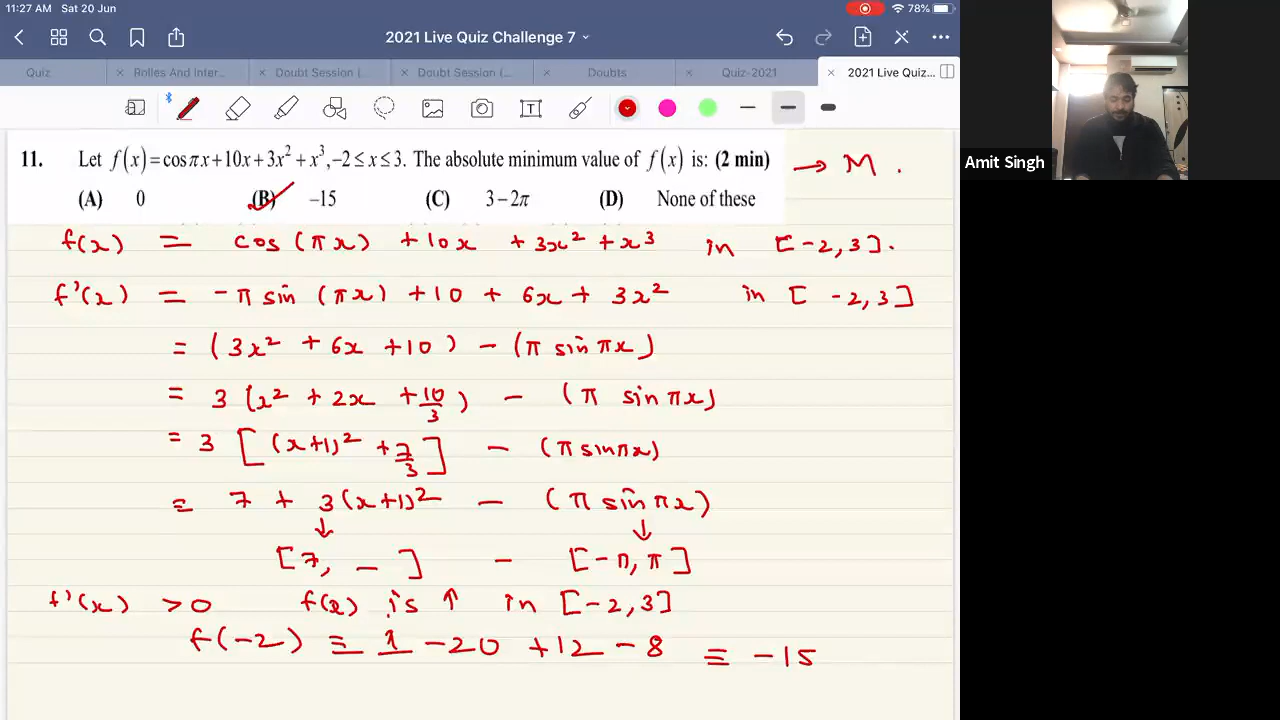 11:27 AM Sat 20 Jun
78%
2021 Live Quiz Challenge 7
Quiz
Rolles And Inter...
Doubt Session (...
Doubt Session (...
Doubts
Quiz-2021
2021 Live Quiz...
11. Let f(x)=cosπx+10x+3x²+x³,−2≤x≤3. The absolute minimum value of f(x) is: (2 min) → M.
(A) 0 (B) –15 (C) 3−2π (D) None of these
f(x) = cos(πx) +10x +3x² +x³ in [-2,3].
f'(x) = -π sin(πx) +10 + 6x + 3x² in [-2,3]
= (3x² + 6x +10) - (π sin πx)
= 3(x² + 2x + 10/3) - (π sin πx)
= 3[(x+1)² + 7/3] - (π sin πx)
= 7 + 3(x+1)² - (π sin πx)
↓ ↓
[7, _ ] - [-π, π]
f'(x) >0 f(x) is ↑ in [-2,3]
f(-2) = 1 -20 +12 -8 = -15
Amit Singh